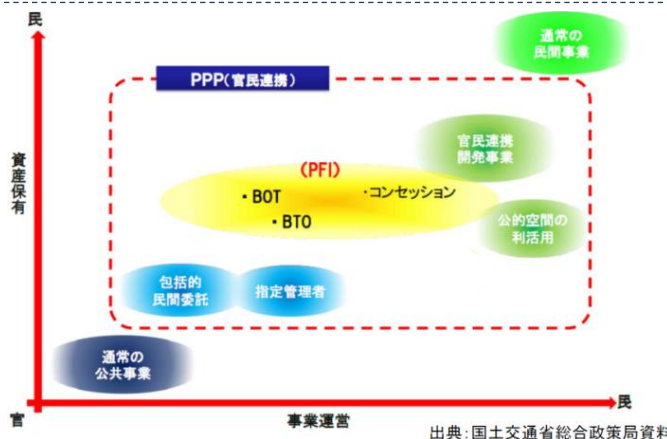 民
通常の
民間事業
PPP(官民連携)
官民連携
開発事業
資産保有
(PFI)
・BOT
・コンセッション
・BTO
公的空間の
利活用
包括的
民間委託
指定管理者
通常の
公共事業
官
事業運営
民
出典:国土交通省総合政策局資料